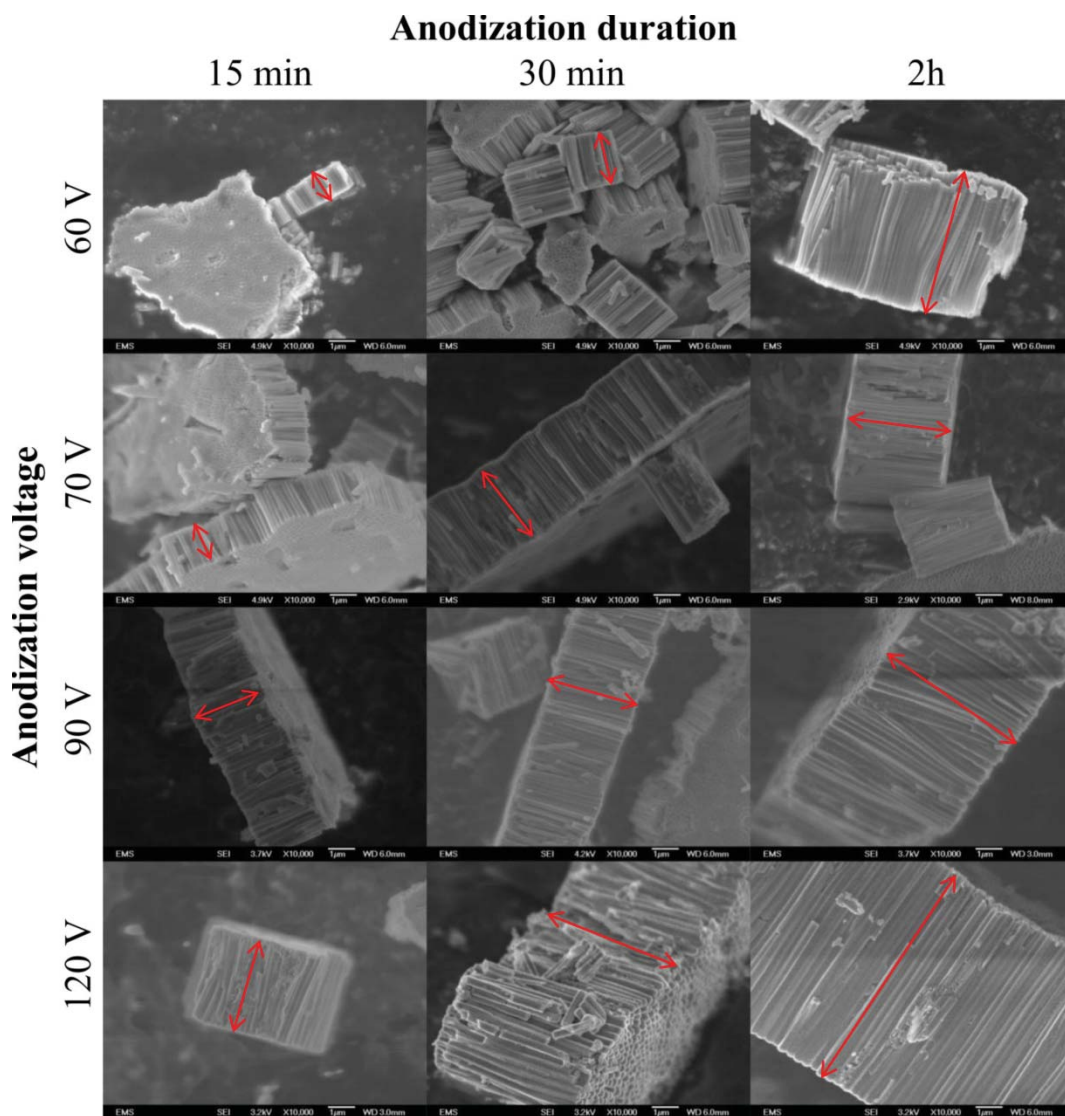 Anodization duration
15 min 30 min 2h
Anodization voltage
60 V
EMS SEI 4.9kV X10,000 1μm WD 6.0mm
EMS SEI 4.9kV X10,000 1μm WD 6.0mm
EMS SEI 4.9kV X10,000 1μm WD 6.0mm
70 V
EMS SEI 4.9kV X10,000 1μm WD 6.0mm
EMS SEI 4.9kV X10,000 1μm WD 6.0mm
EMS SEI 2.9kV X10,000 1μm WD 8.0mm
90 V
EMS SEI 3.7kV X10,000 1μm WD 6.0mm
EMS SEI 4.2kV X10,000 1μm WD 6.0mm
EMS SEI 3.7kV X10,000 1μm WD 3.0mm
120 V
EMS SEI 3.2kV X10,000 1μm WD 3.0mm
EMS SEI 3.2kV X10,000 1μm WD 6.0mm
EMS SEI 3.2kV X10,000 1μm WD 6.0mm